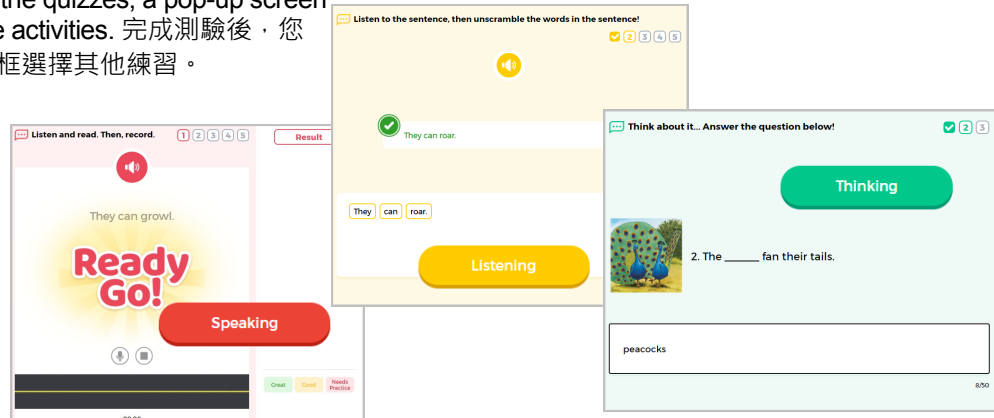 the quizzes, a pop-up screen
e activities. 完成測驗後，您
框選擇其他練習。
Listen and read. Then, record.
1 2 3 4 5
Result
They can growl.
Ready
Go!
Speaking
Great Good Needs Practice
Listen to the sentence, then unscramble the words in the sentence!
2 3 4 5
They can roar.
They can roar.
Listening
Think about it... Answer the question below!
2 3
Thinking
2. The ______ fan their tails.
peacocks
8/50